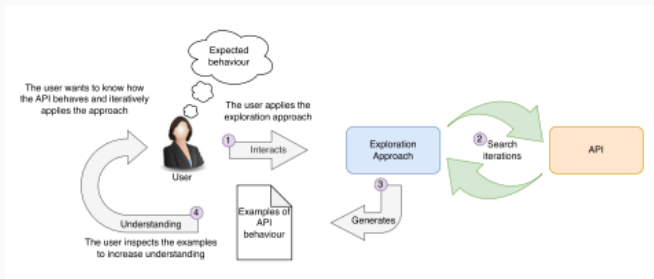 Expected
behaviour
The user wants to know how
the API behaves and iteratively
applies the approach
The user applies the
exploration approach
1
Interacts
User
Exploration
Approach
2
Search
iterations
API
3
Generates
Examples of
API
behaviour
4
Understanding
The user inspects the examples
to increase understanding